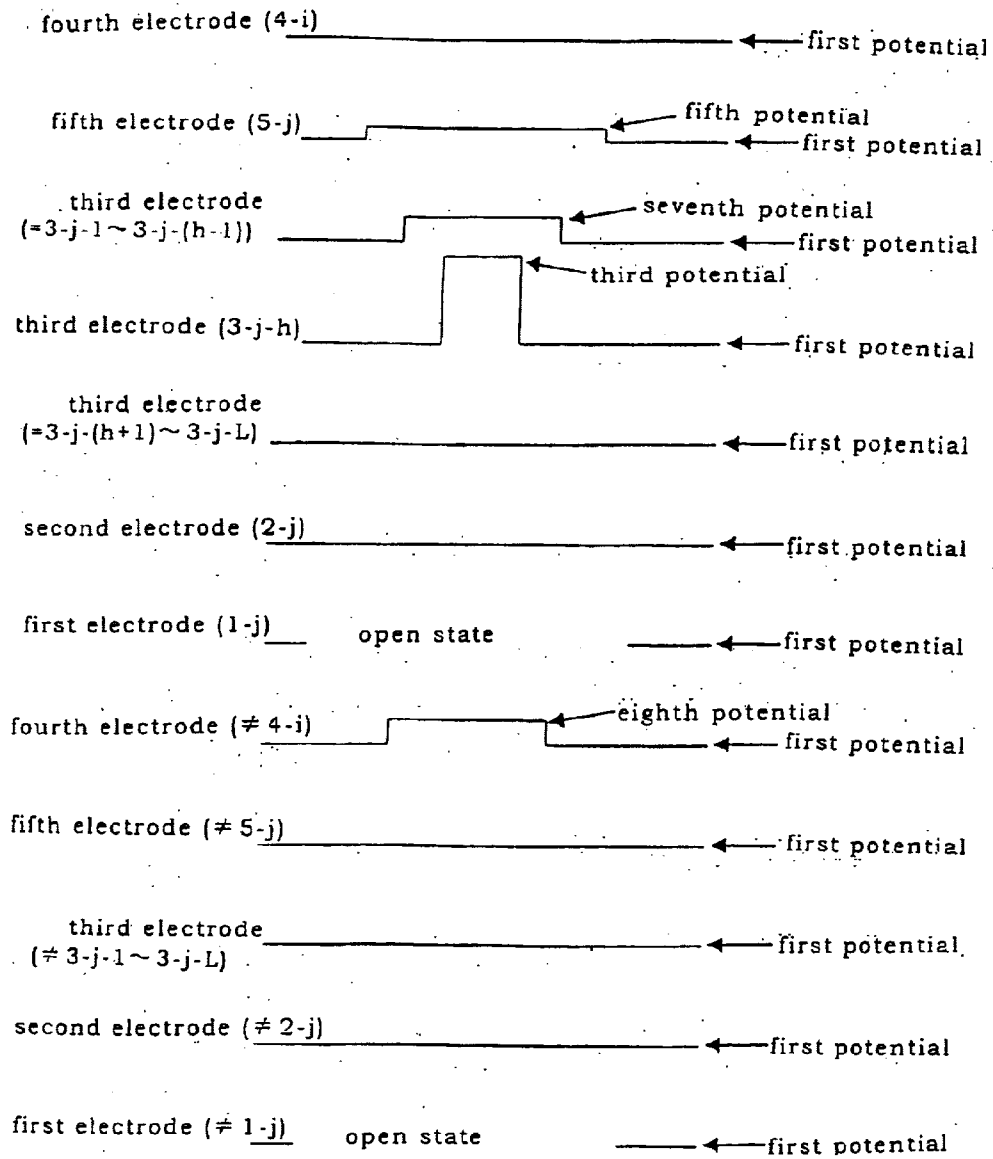 fourth electrode (4-i)
first potential
fifth electrode (5-j)
fifth potential
first potential
third electrode
(=3-j-1～3-j-(h-1))
seventh potential
first potential
third potential
third electrode (3-j-h)
first potential
third electrode
(=3-j-(h+1)～3-j-L)
first potential
second electrode (2-j)
first potential
first electrode (1-j)
open state
first potential
fourth electrode (≠ 4-i)
eighth potential
first potential
fifth electrode (≠ 5-j)
first potential
third electrode
(≠ 3-j-1～3-j-L)
first potential
second electrode (≠ 2-j)
first potential
first electrode (≠ 1-j)
open state
first potential